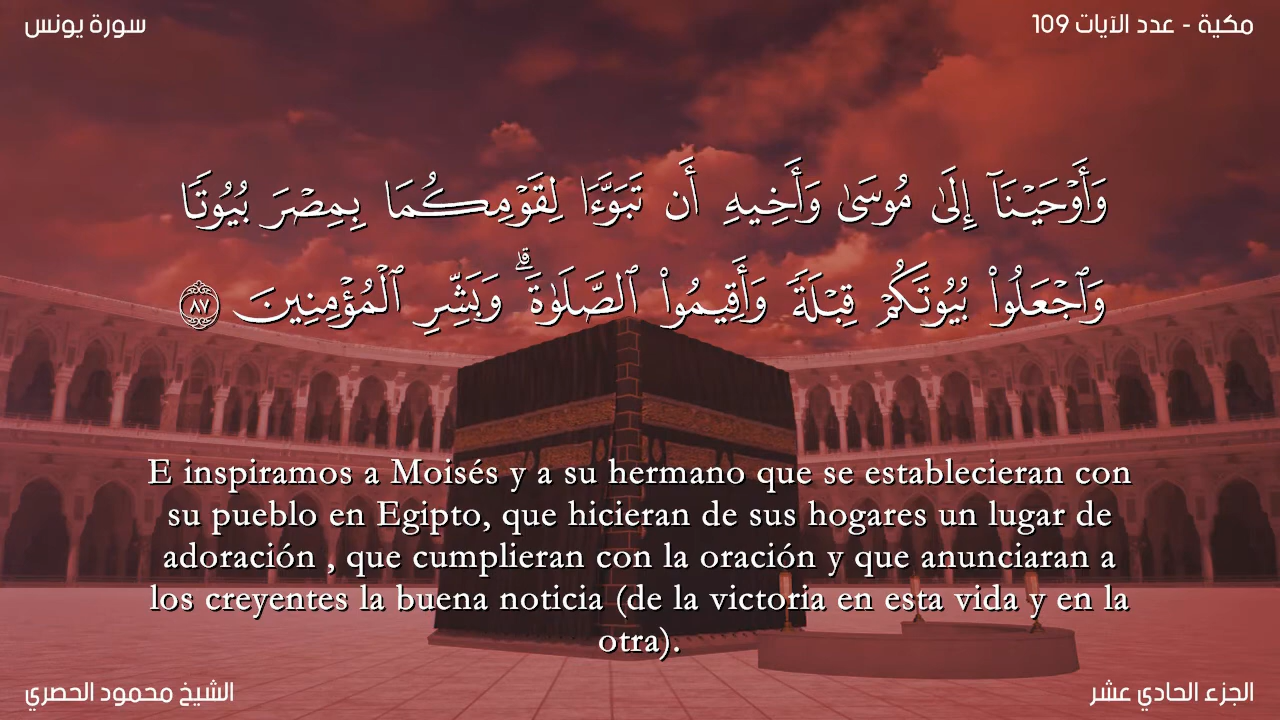 سورة يونس
مكية - عدد الآيات 109
وَأَوْحَيْنَآ إِلَىٰ مُوسَىٰ وَأَخِيهِ أَن تَبَوَّءَا لِقَوْمِكُمَا بِمِصْرَ بُيُوتًا
وَٱجْعَلُوا۟ بُيُوتَكُمْ قِبْلَةً وَأَقِيمُوا۟ ٱلصَّلَوٰةَ ۗ وَبَشِّرِ ٱلْمُؤْمِنِينَ ٨٧
E inspiramos a Moisés y a su hermano que se establecieran con
su pueblo en Egipto, que hicieran de sus hogares un lugar de
adoración , que cumplieran con la oración y que anunciaran a
los creyentes la buena noticia (de la victoria en esta vida y en la
otra).
الشيخ محمود الحصري
الجزء الحادي عشر